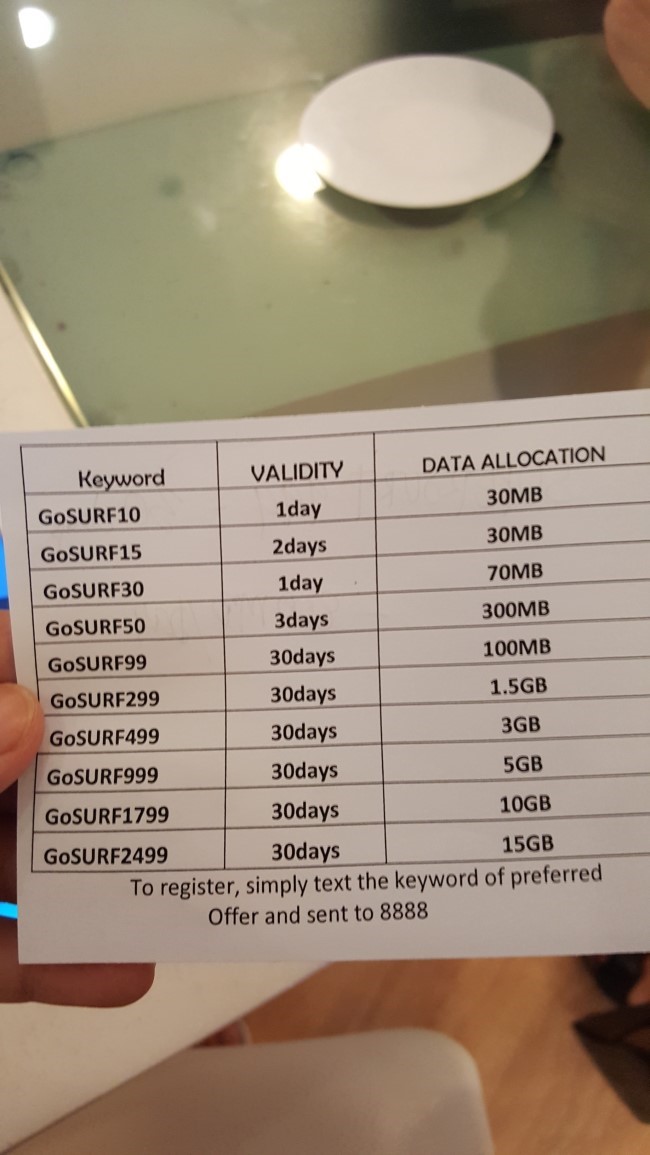 Keyword VALIDITY DATA ALLOCATION
GoSURF10 1day 30MB
GoSURF15 2days 30MB
GoSURF30 1day 70MB
GoSURF50 3days 300MB
GoSURF99 30days 100MB
GoSURF299 30days 1.5GB
GoSURF499 30days 3GB
GoSURF999 30days 5GB
GoSURF1799 30days 10GB
GoSURF2499 30days 15GB
To register, simply text the keyword of preferred
Offer and sent to 8888